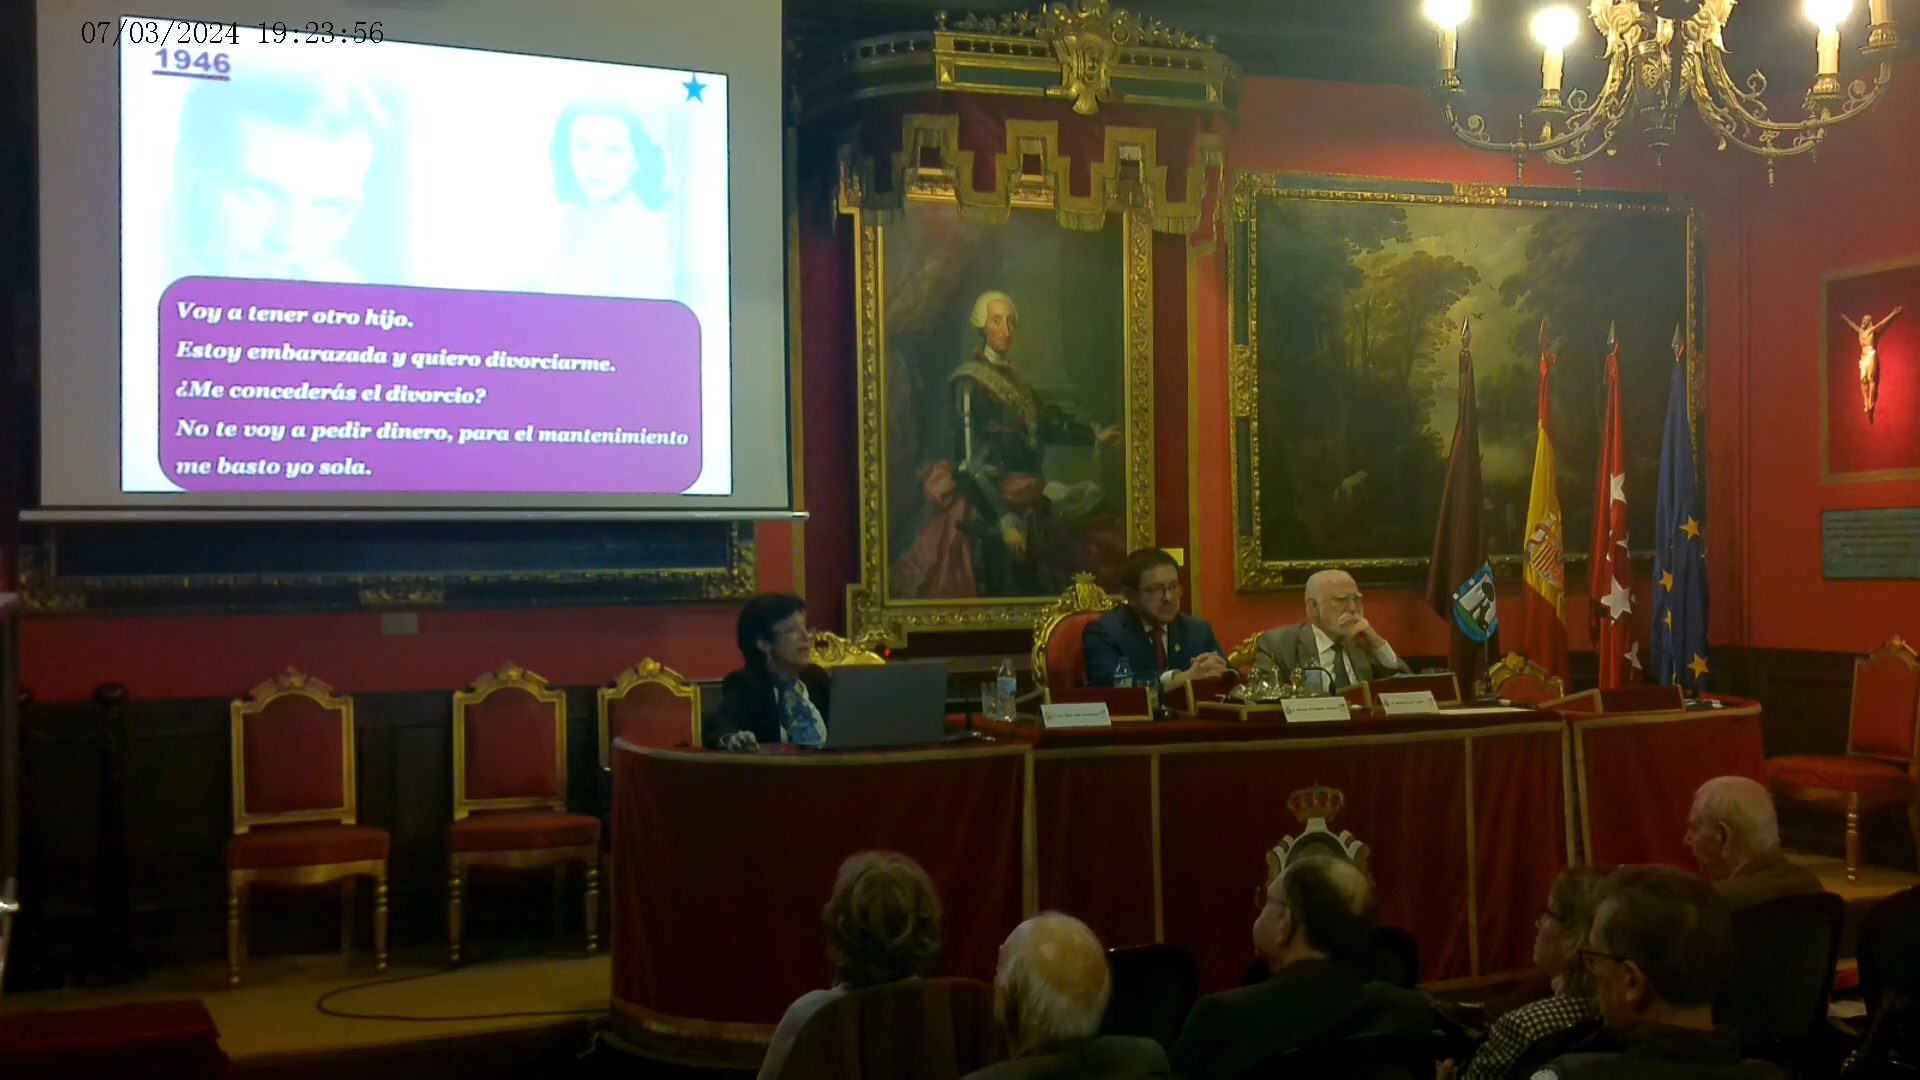 07/03/2024 19:23:56
1946
Voy a tener otro hijo.
Estoy embarazada y quiero divorciarme.
¿Me concederás el divorcio?
No te voy a pedir dinero, para el mantenimiento
me basto yo sola.